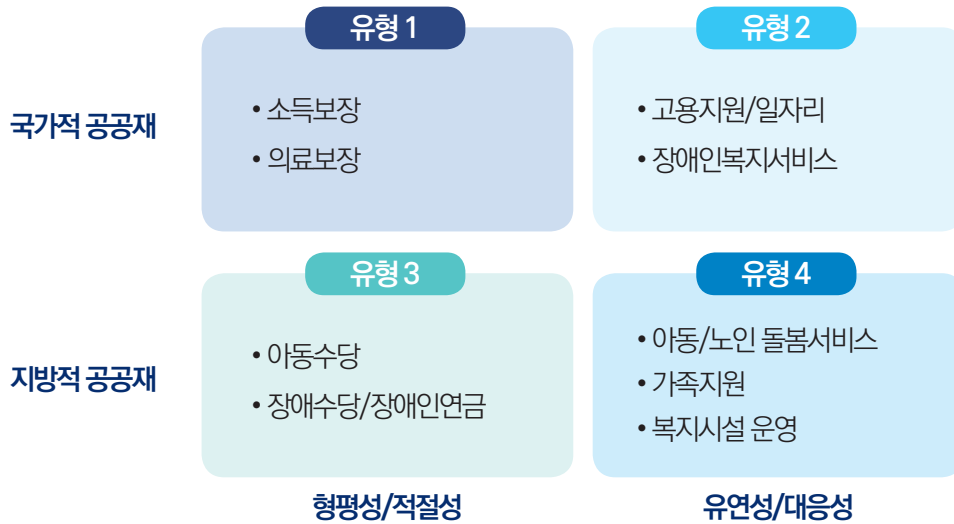 유형 1
유형 2
국가적 공공재
• 소득보장
• 의료보장
• 고용지원/일자리
• 장애인복지서비스
유형 3
유형 4
지방적 공공재
• 아동수당
• 장애수당/장애인연금
• 아동/노인 돌봄서비스
• 가족지원
• 복지시설 운영
형평성/적절성
유연성/대응성